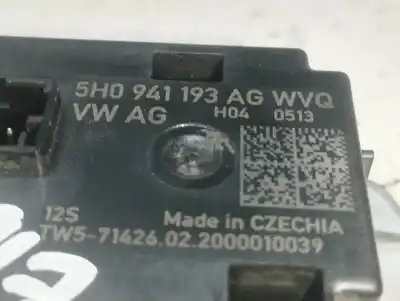 5H0 941 193 AG WVQ
VW AG H04 0513
12S Made in CZECHIA
TW5-71426.02.2000010039